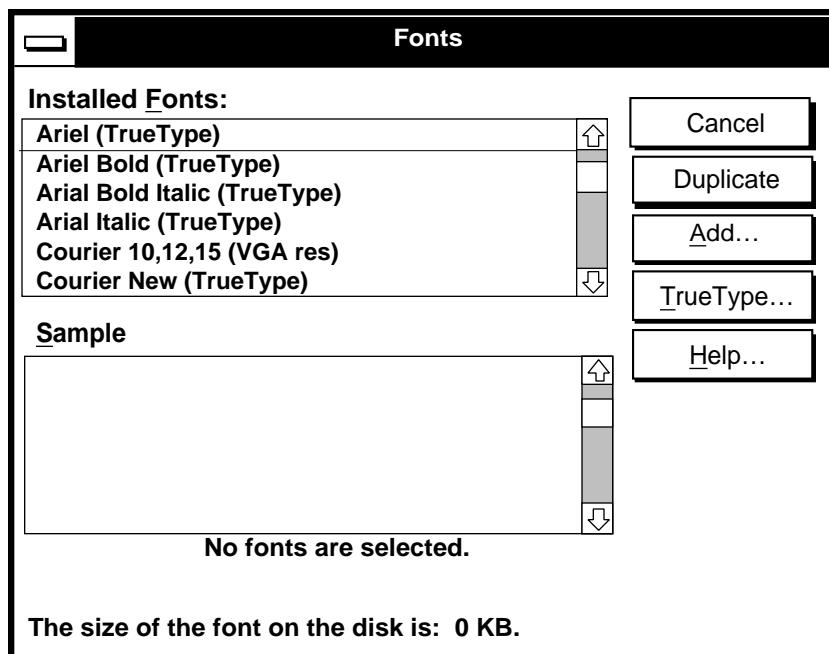 Fonts
Installed Fonts:
Ariel (TrueType)
Ariel Bold (TrueType)
Arial Bold Italic (TrueType)
Arial Italic (TrueType)
Courier 10,12,15 (VGA res)
Courier New (TrueType)
Cancel
Duplicate
Add…
TrueType…
Help…
Sample
No fonts are selected.
The size of the font on the disk is:  0 KB.